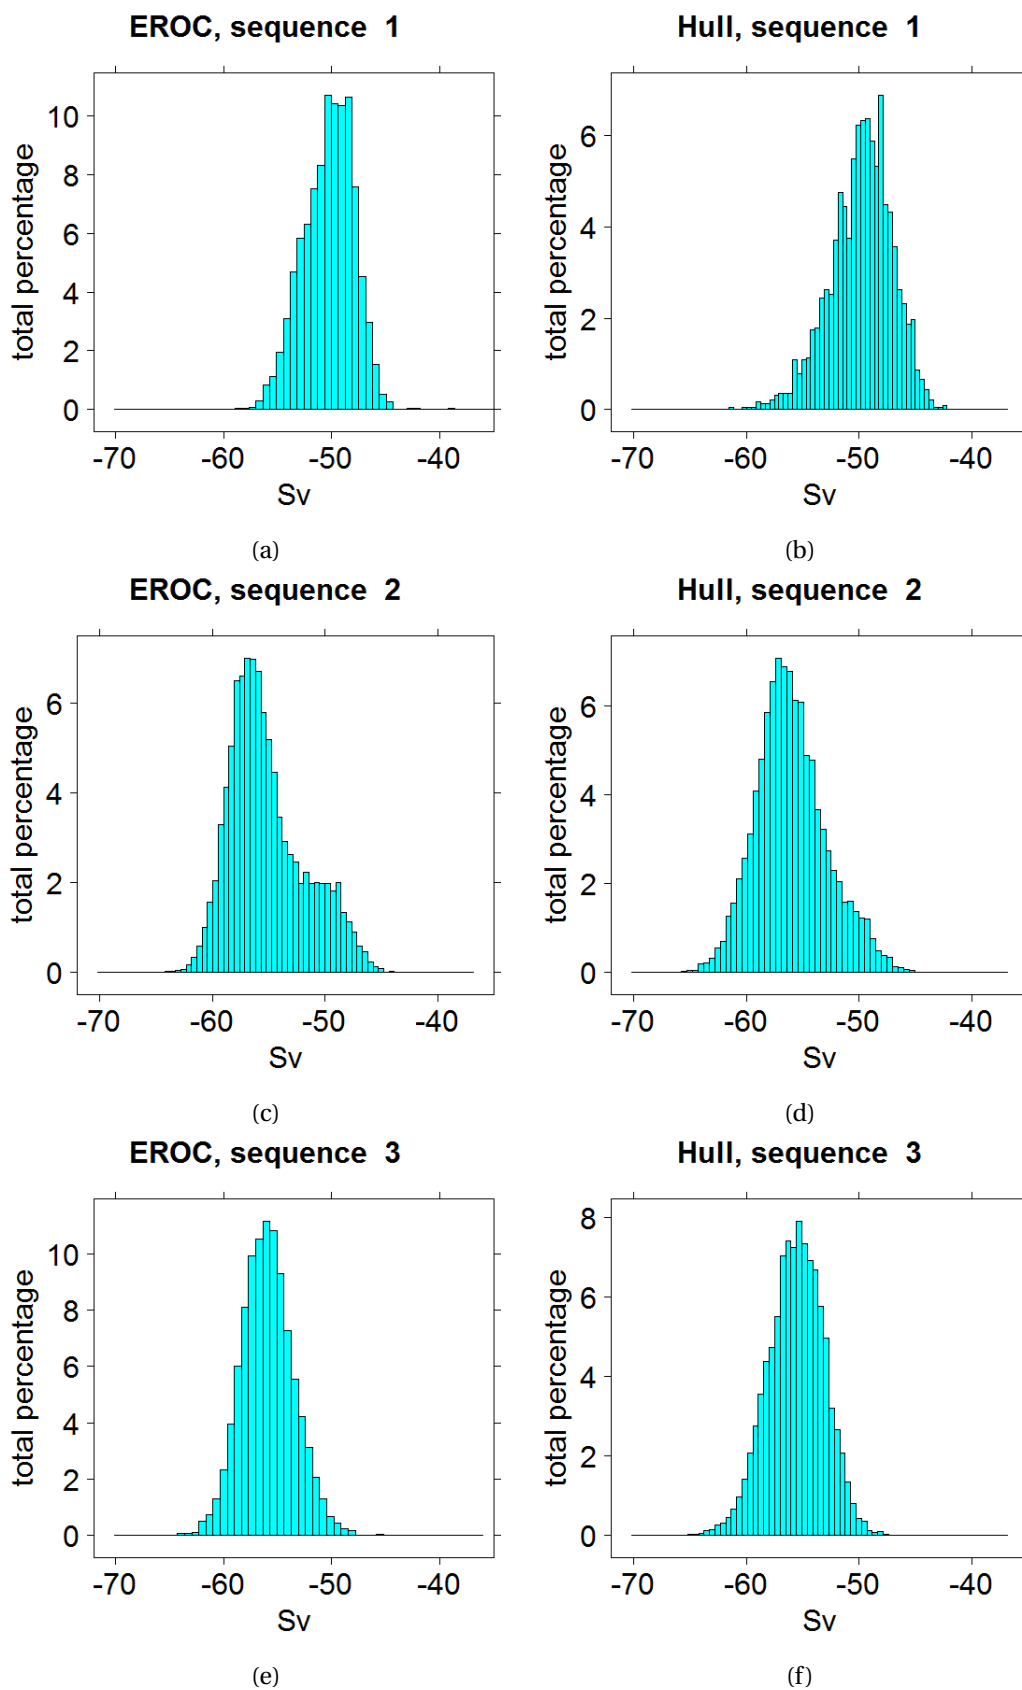 EROC, sequence 1
Hull, sequence 1
total percentage
10
8
6
4
2
0
-70 -60 -50 -40
Sv
(a)
total percentage
6
4
2
0
-70 -60 -50 -40
Sv
(b)
EROC, sequence 2
Hull, sequence 2
total percentage
6
4
2
0
-70 -60 -50 -40
Sv
(c)
total percentage
6
4
2
0
-70 -60 -50 -40
Sv
(d)
EROC, sequence 3
Hull, sequence 3
total percentage
10
8
6
4
2
0
-70 -60 -50 -40
Sv
(e)
total percentage
8
6
4
2
0
-70 -60 -50 -40
Sv
(f)